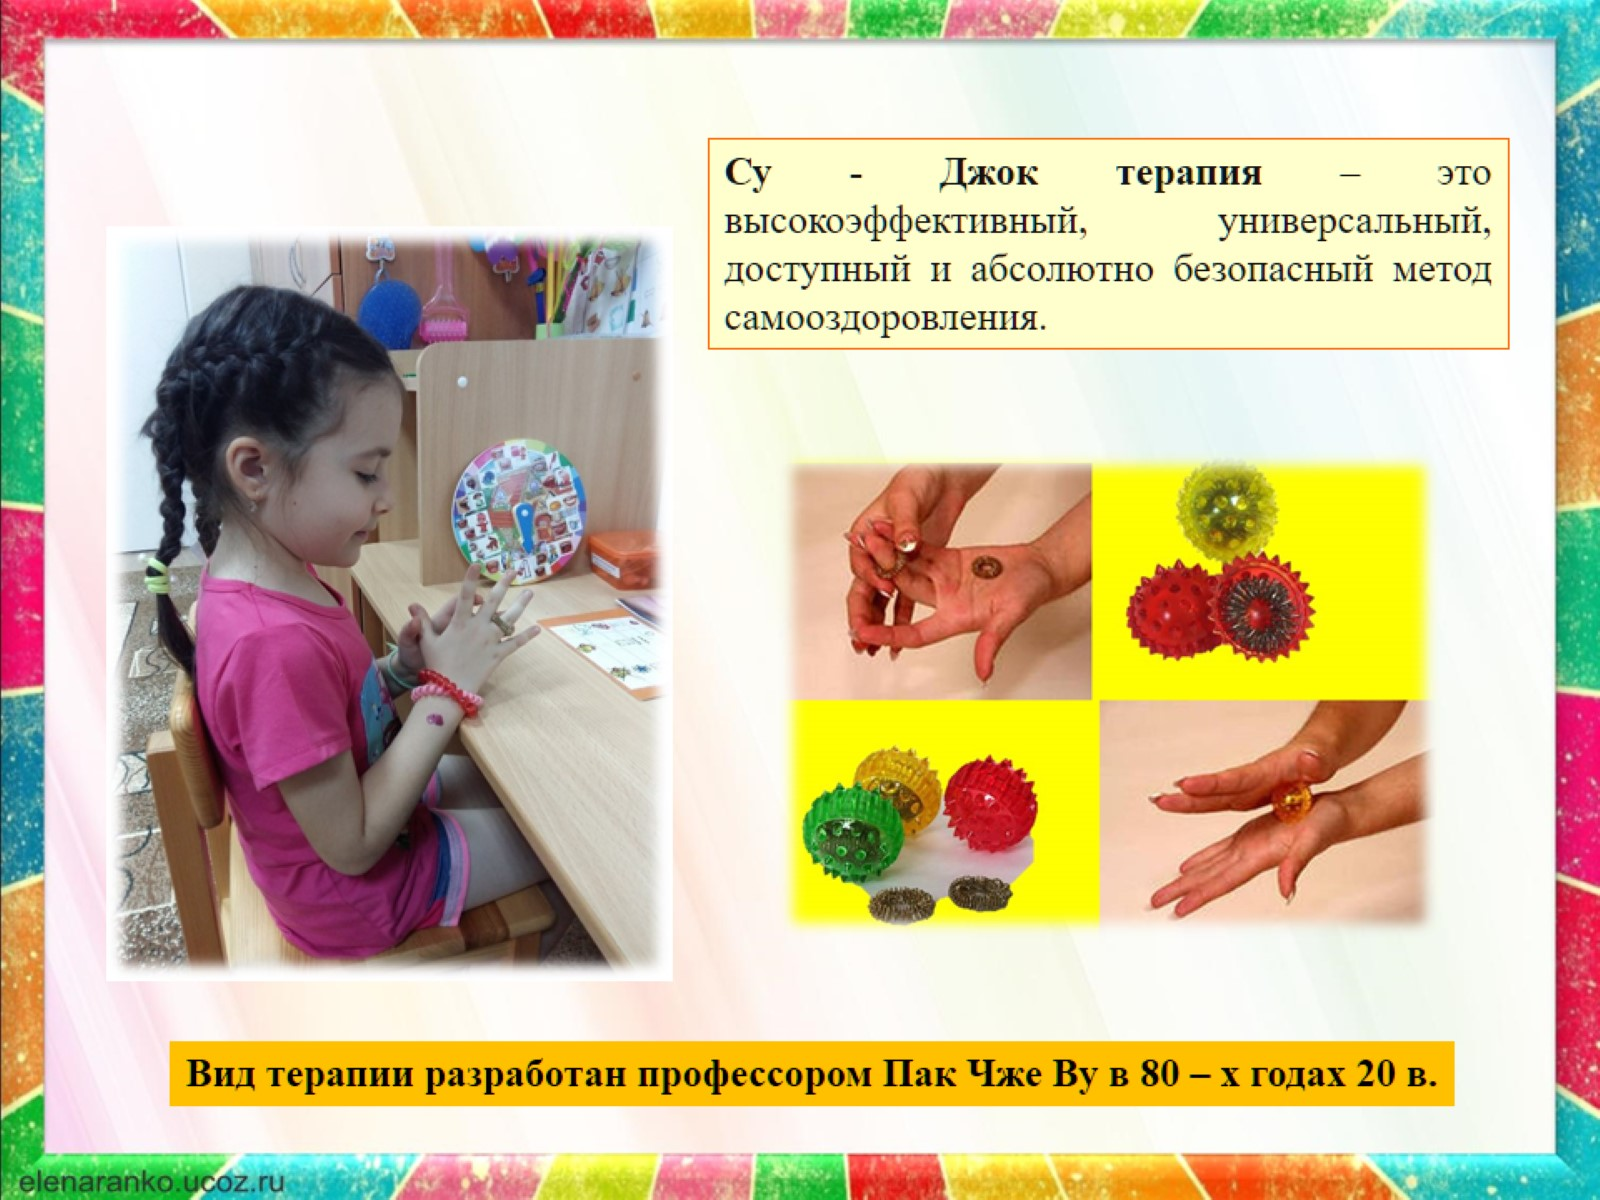 Су - Джок терапия – это
высокоэффективный, универсальный,
доступный и абсолютно безопасный метод
самооздоровления.
Вид терапии разработан профессором Пак Чже Ву в 80 – х годах 20 в.
elenaranko.ucoz.ru